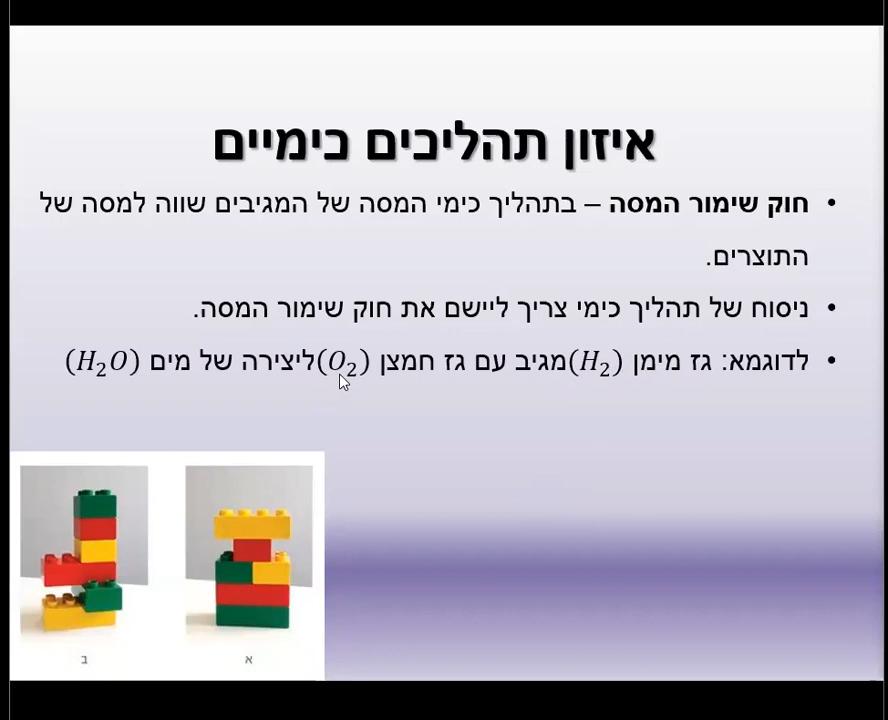 איזון תהליכים כימיים
• חוק שימור המסה – בתהליך כימי המסה של המגיבים שווה למסה של
התוצרים.
• ניסוח של תהליך כימי צריך ליישם את חוק שימור המסה.
• לדוגמא: גז מימן (H₂)מגיב עם גז חמצן (O₂)ליצירה של מים (H₂O)
א
ב